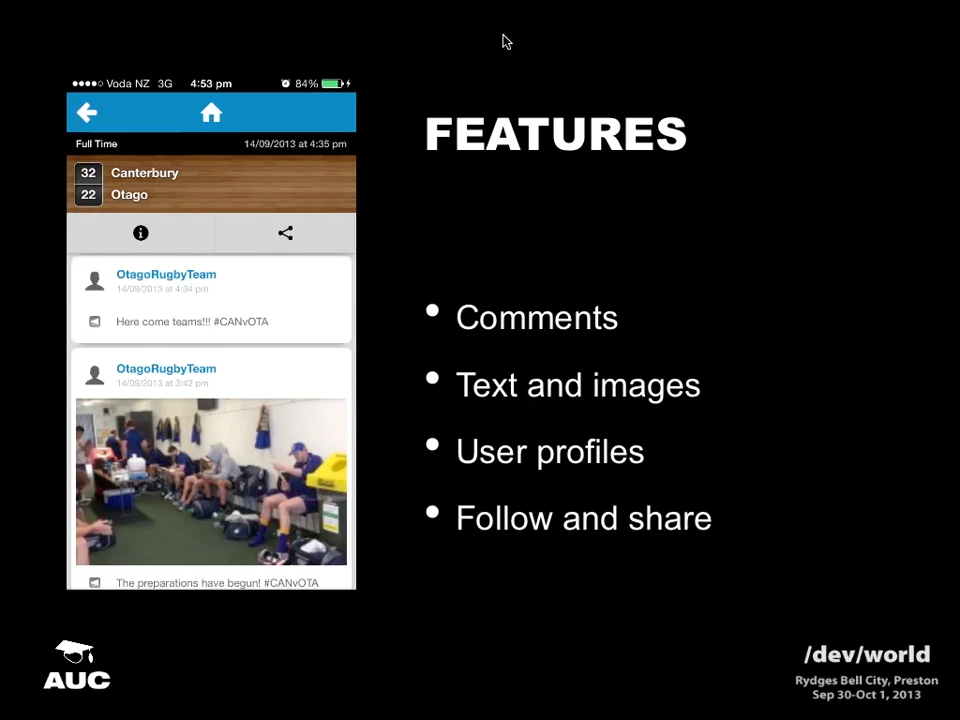 Voda NZ 3G 4:53 pm 84%
Full Time 14/09/2013 at 4:35 pm
32 Canterbury
22 Otago
OtagoRugbyTeam
14/09/2013 at 4:34 pm
Here come teams!!! #CANvOTA
OtagoRugbyTeam
14/09/2013 at 3:42 pm
The preparations have begun! #CANvOTA
FEATURES
• Comments
• Text and images
• User profiles
• Follow and share
AUC
/dev/world
Rydges Bell City, Preston
Sep 30-Oct 1, 2013